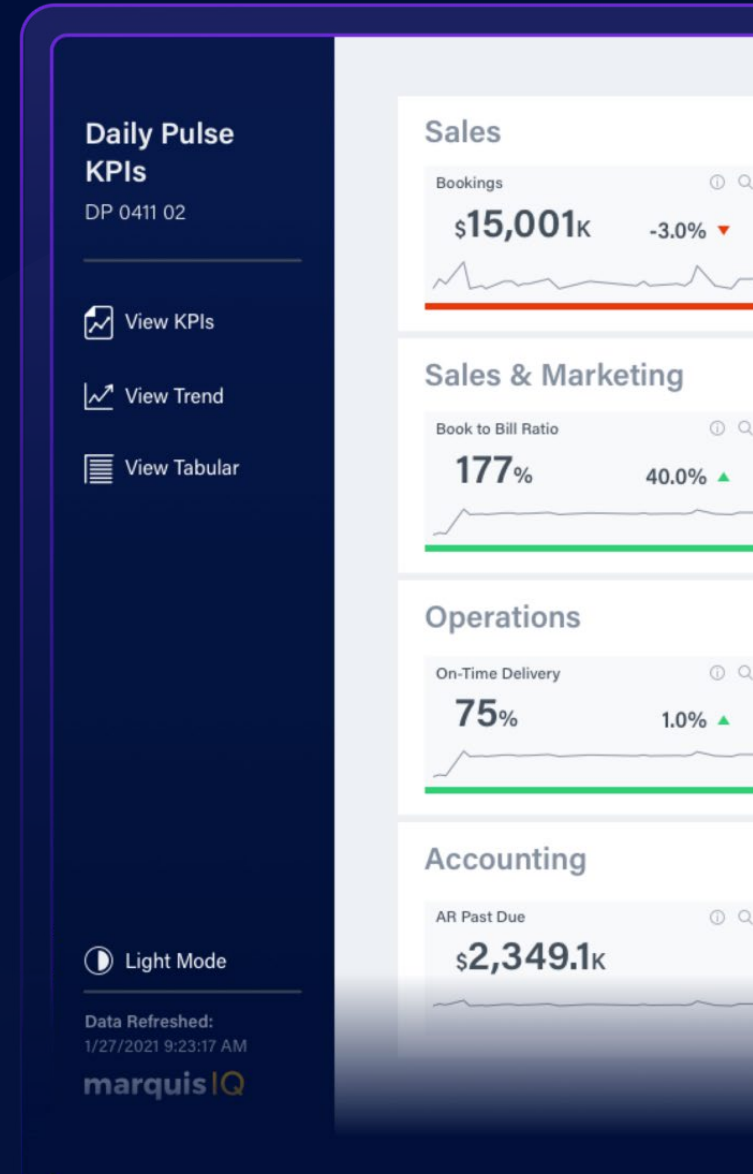 Daily Pulse
KPIs
DP 0411 02
View KPIs
View Trend
View Tabular
Light Mode
Data Refreshed:
1/27/2021 9:23:17 AM
marquisIQ
Sales
Bookings
$15,001K -3.0%
Sales & Marketing
Book to Bill Ratio
177% 40.0%
Operations
On-Time Delivery
75% 1.0%
Accounting
AR Past Due
$2,349.1K